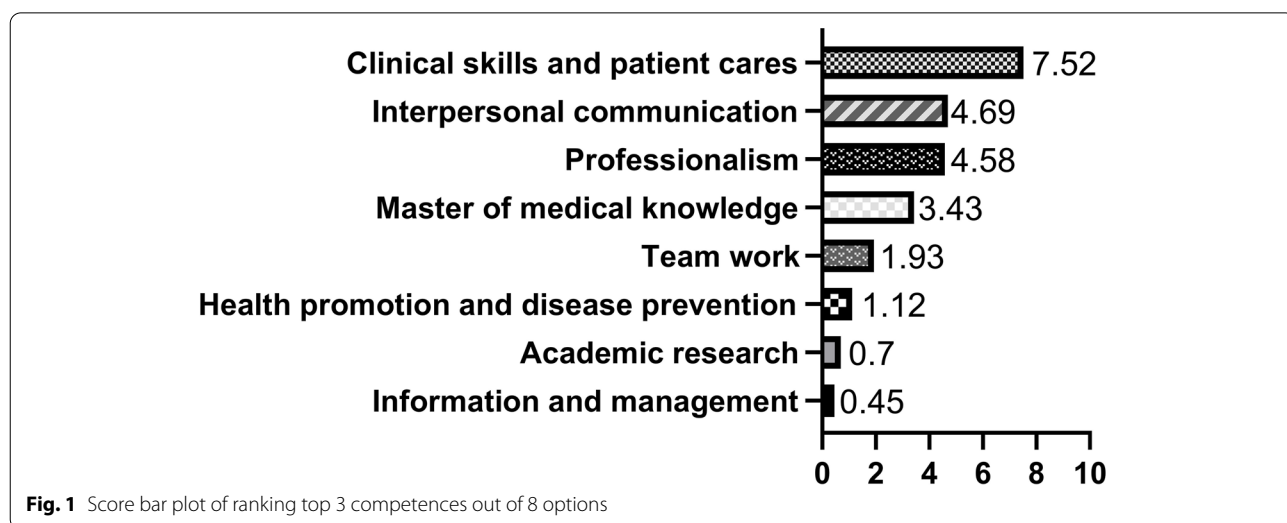 Clinical skills and patient cares 7.52
Interpersonal communication 4.69
Professionalism 4.58
Master of medical knowledge 3.43
Team work 1.93
Health promotion and disease prevention 1.12
Academic research 0.7
Information and management 0.45
0 2 4 6 8 10
Fig. 1 Score bar plot of ranking top 3 competences out of 8 options